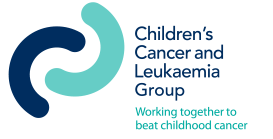 Children's
Cancer and
Leukaemia
Group
Working together to
beat childhood cancer